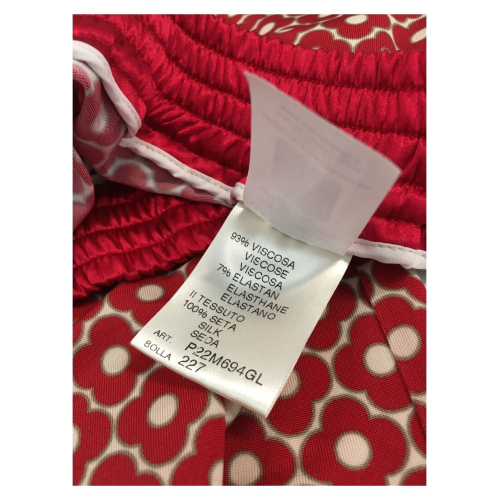 93% VISCOSA
VISCOSE
VISCOSA
7% ELASTAN
ELASTHANE
ELASTANO
II TESSUTO
100% SETA
SILK
SEDA
ART. P22M694GL
BOLLA 227